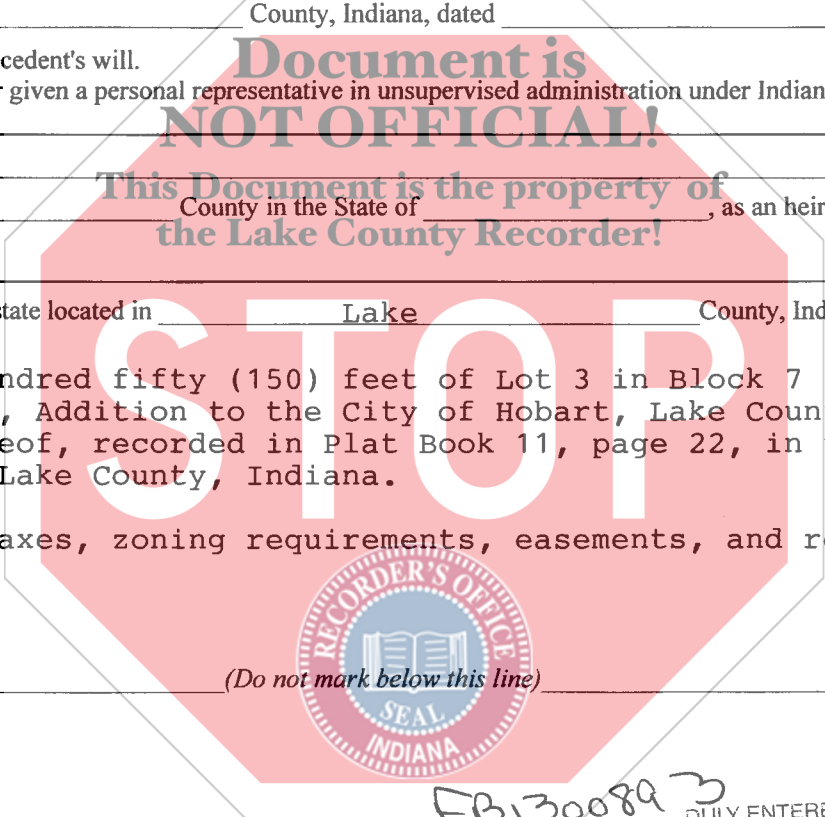 County, Indiana, dated
cedent's will.
Document is
given a personal representative in unsupervised administration under Indian
NOT OFFICIAL!
This Document is the property of
County in the State of , as an heir
the Lake County Recorder!
tate located in Lake County, Ind
STOP
ndred fifty (150) feet of Lot 3 in Block 7
, Addition to the City of Hobart, Lake Coun
eof, recorded in Plat Book 11, page 22, in
Lake County, Indiana.
axes, zoning requirements, easements, and r
RECORDER'S OFFICE
(Do not mark below this line)
SEAL
INDIANA
DULY ENTERE